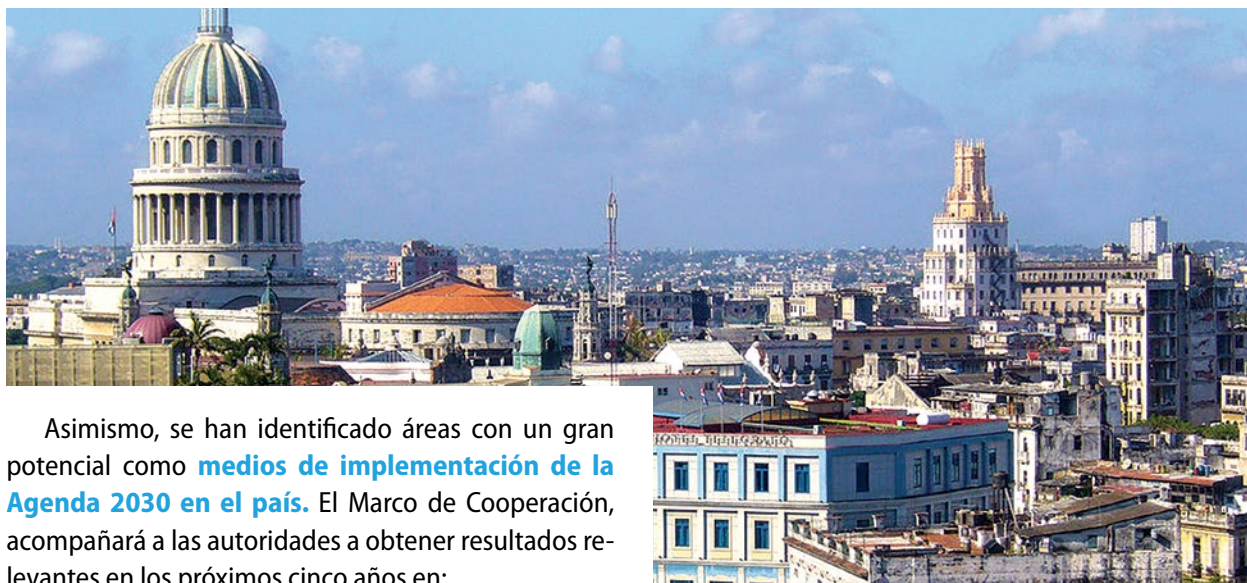 Asimismo, se han identificado áreas con un gran
potencial como medios de implementación de la
Agenda 2030 en el país. El Marco de Cooperación,
acompañará a las autoridades a obtener resultados re-
levantes en los próximos cinco años en: